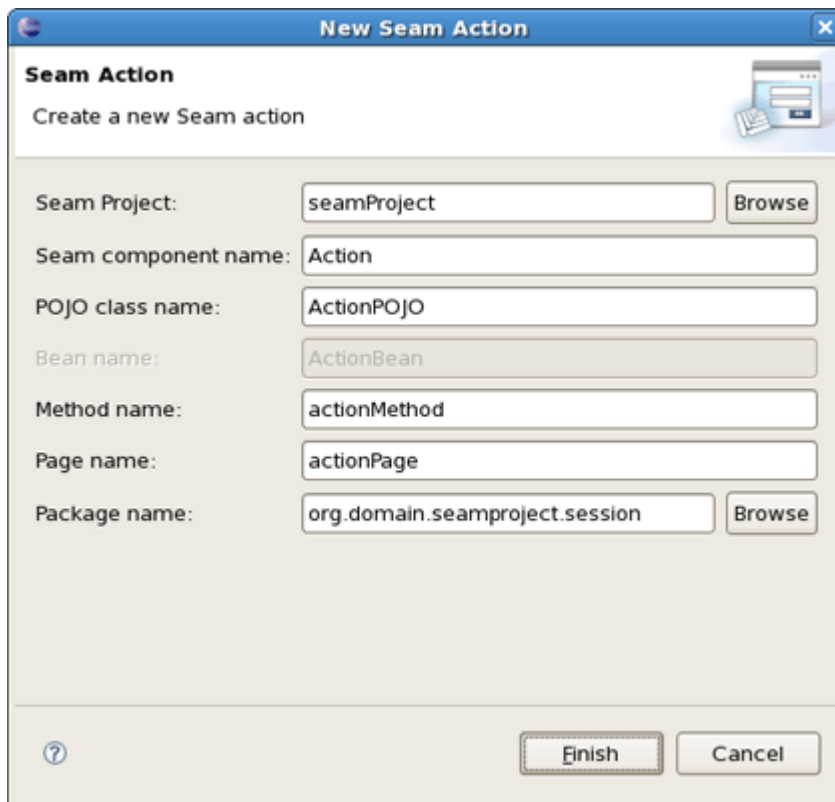 New Seam Action
Seam Action
Create a new Seam action
Seam Project: seamProject Browse
Seam component name: Action
POJO class name: ActionPOJO
Bean name: ActionBean
Method name: actionMethod
Page name: actionPage
Package name: org.domain.seamproject.session Browse
? Finish Cancel